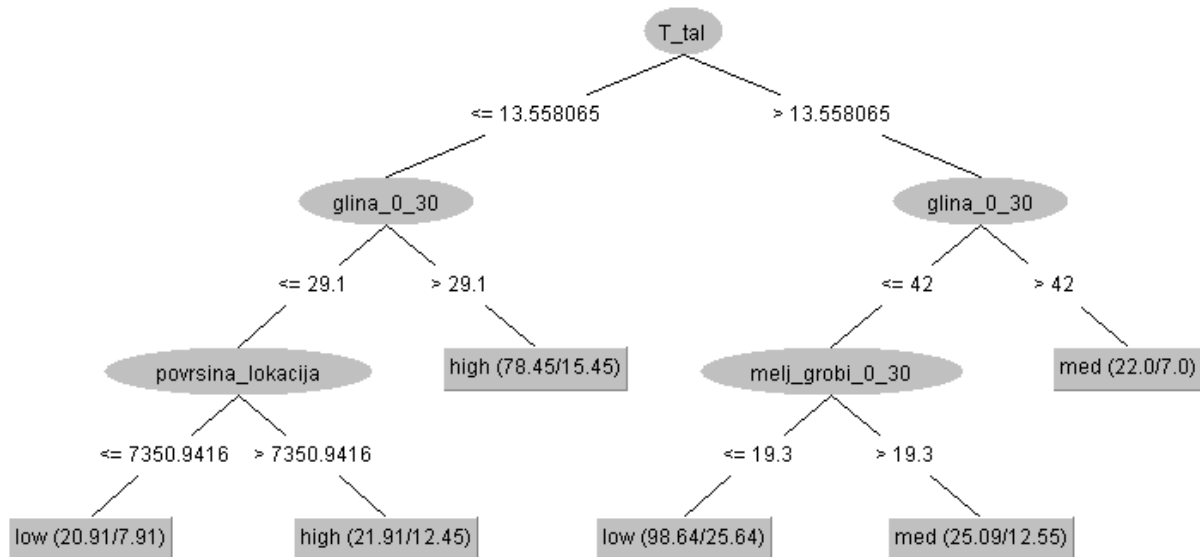 T_tal
<= 13.558065 > 13.558065
glina_0_30 glina_0_30
<= 29.1 > 29.1 <= 42 > 42
povrsina_lokacija high (78.45/15.45) melj_grobi_0_30 med (22.0/7.0)
<= 7350.9416 > 7350.9416 <= 19.3 > 19.3
low (20.91/7.91) high (21.91/12.45) low (98.64/25.64) med (25.09/12.55)